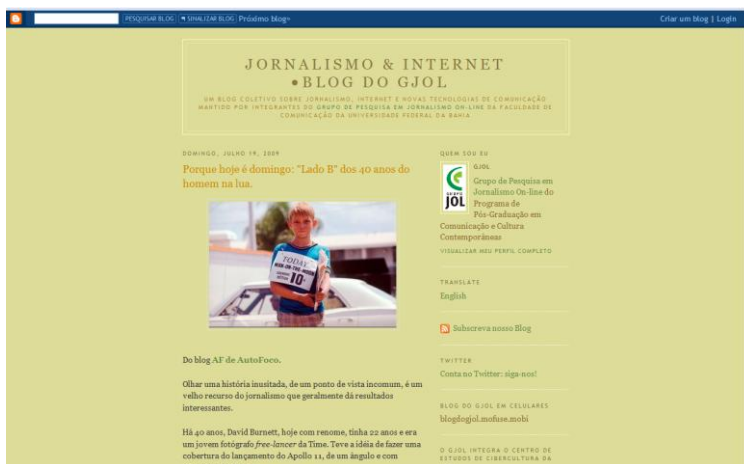 PESQUISAR BLOG SINALIZAR BLOG Próximo blog»
Criar um blog | Login
JORNALISMO & INTERNET
•BLOG DO GJOL
UM BLOG COLETIVO SOBRE JORNALISMO, INTERNET E NOVAS TECNOLOGIAS DE COMUNICAÇÃO
MANTIDO POR INTEGRANTES DO GRUPO DE PESQUISA EM JORNALISMO ON-LINE DA FACULDADE DE
COMUNICAÇÃO DA UNIVERSIDADE FEDERAL DA BAHIA
DOMINGO, JULHO 19, 2009
Porque hoje é domingo: "Lado B" dos 40 anos do
homem na lua.
TODAY
MAN-ON-THE-MOON
10¢
Do blog AF de AutoFoco.
Olhar uma história inusitada, de um ponto de vista incomum, é um
velho recurso do jornalismo que geralmente dá resultados
interessantes.
Há 40 anos, David Burnett, hoje com renome, tinha 22 anos e era
um jovem fotógrafo free-lancer da Time. Teve a idéia de fazer uma
cobertura do lançamento do Apollo 11, de um ângulo e com
QUEM SOU EU
GRUPO
JOL
GJOL
Grupo de Pesquisa em
Jornalismo On-line do
Programa de
Pós-Graduação em
Comunicação e Cultura
Contemporâneas
VISUALIZAR MEU PERFIL COMPLETO
TRANSLATE
English
Subscreva nosso Blog
TWITTER
Conta no Twitter: siga-nos!
BLOG DO GJOL EM CELULARES
blogdogjol.mofuse.mobi
O GJOL INTEGRA O CENTRO DE
ESTUDOS DE CIBERCULTURA DA